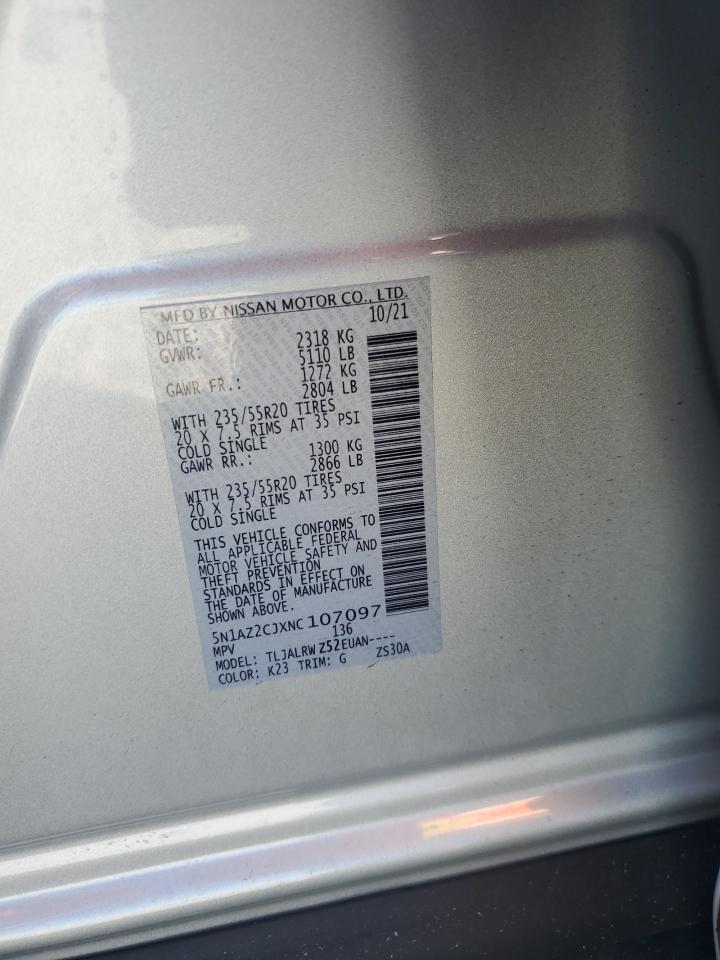 MFD BY NISSAN MOTOR CO., LTD.
DATE: 10/21
GVWR: 2318 KG
5110 LB
GAWR FR.: 1272 KG
2804 LB
WITH 235/55R20 TIRES
20 X 7.5 RIMS AT 35 PSI
COLD SINGLE
GAWR RR.: 1300 KG
2866 LB
WITH 235/55R20 TIRES
20 X 7.5 RIMS AT 35 PSI
COLD SINGLE
THIS VEHICLE CONFORMS TO
ALL APPLICABLE FEDERAL
MOTOR VEHICLE SAFETY AND
THEFT PREVENTION
STANDARDS IN EFFECT ON
THE DATE OF MANUFACTURE
SHOWN ABOVE.
5N1AZ2CJXNC107097
MPV 136
MODEL: TLJALRWZ52EUAN----
COLOR: K23 TRIM: G ZS30A